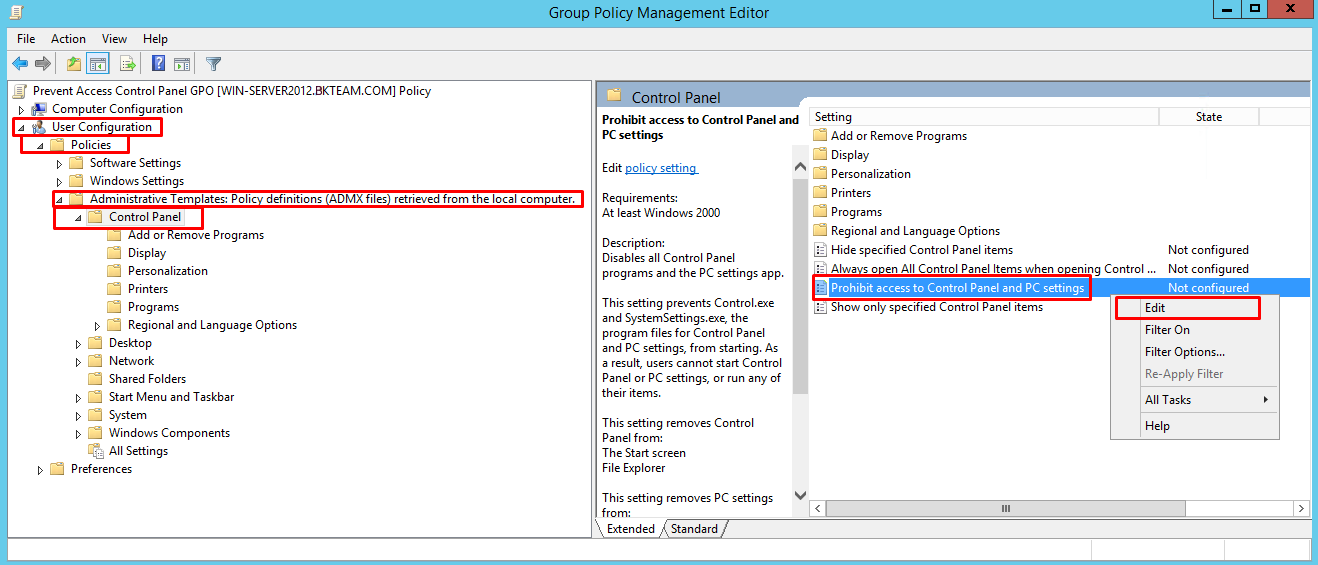 Group Policy Management Editor
File Action View Help
Prevent Access Control Panel GPO [WIN-SERVER2012.BKTEAM.COM] Policy
Computer Configuration
User Configuration
Policies
Software Settings
Windows Settings
Administrative Templates: Policy definitions (ADMX files) retrieved from the local computer.
Control Panel
Add or Remove Programs
Display
Personalization
Printers
Programs
Regional and Language Options
Desktop
Network
Shared Folders
Start Menu and Taskbar
System
Windows Components
All Settings
Preferences
Control Panel
Prohibit access to Control Panel and
PC settings
Edit policy setting
Requirements:
At least Windows 2000
Description:
Disables all Control Panel
programs and the PC settings app.
This setting prevents Control.exe
and SystemSettings.exe, the
program files for Control Panel
and PC settings, from starting. As
a result, users cannot start Control
Panel or PC settings, or run any of
their items.
This setting removes Control
Panel from:
The Start screen
File Explorer
This setting removes PC settings
from:
Setting State
Add or Remove Programs
Display
Personalization
Printers
Programs
Regional and Language Options
Hide specified Control Panel items Not configured
Always open All Control Panel Items when opening Control ... Not configured
Prohibit access to Control Panel and PC settings Not configured
Show only specified Control Panel items
Edit
Filter On
Filter Options...
Re-Apply Filter
All Tasks
Help
Extended Standard